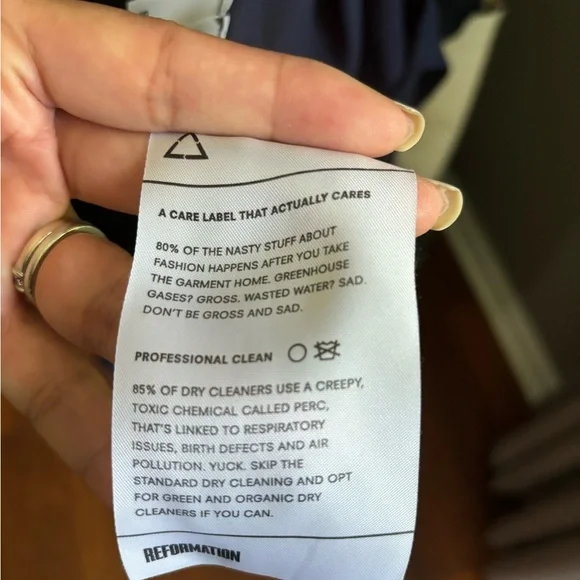 A CARE LABEL THAT ACTUALLY CARES
80% OF THE NASTY STUFF ABOUT
FASHION HAPPENS AFTER YOU TAKE
THE GARMENT HOME. GREENHOUSE
GASES? GROSS. WASTED WATER? SAD.
DON'T BE GROSS AND SAD.
PROFESSIONAL CLEAN
85% OF DRY CLEANERS USE A CREEPY,
TOXIC CHEMICAL CALLED PERC,
THAT'S LINKED TO RESPIRATORY
ISSUES, BIRTH DEFECTS AND AIR
POLLUTION. YUCK. SKIP THE
STANDARD DRY CLEANING AND OPT
FOR GREEN AND ORGANIC DRY
CLEANERS IF YOU CAN.
REFORMATION